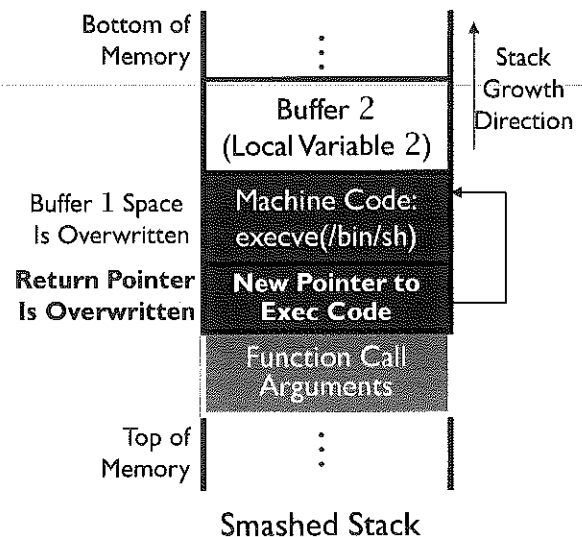 Bottom of
Memory
Stack
Growth
Direction
Buffer 2
(Local Variable 2)
Buffer 1 Space
Is Overwritten
Machine Code:
execve(/bin/sh)
Return Pointer
Is Overwritten
New Pointer to
Exec Code
Function Call
Arguments
Top of
Memory
Smashed Stack